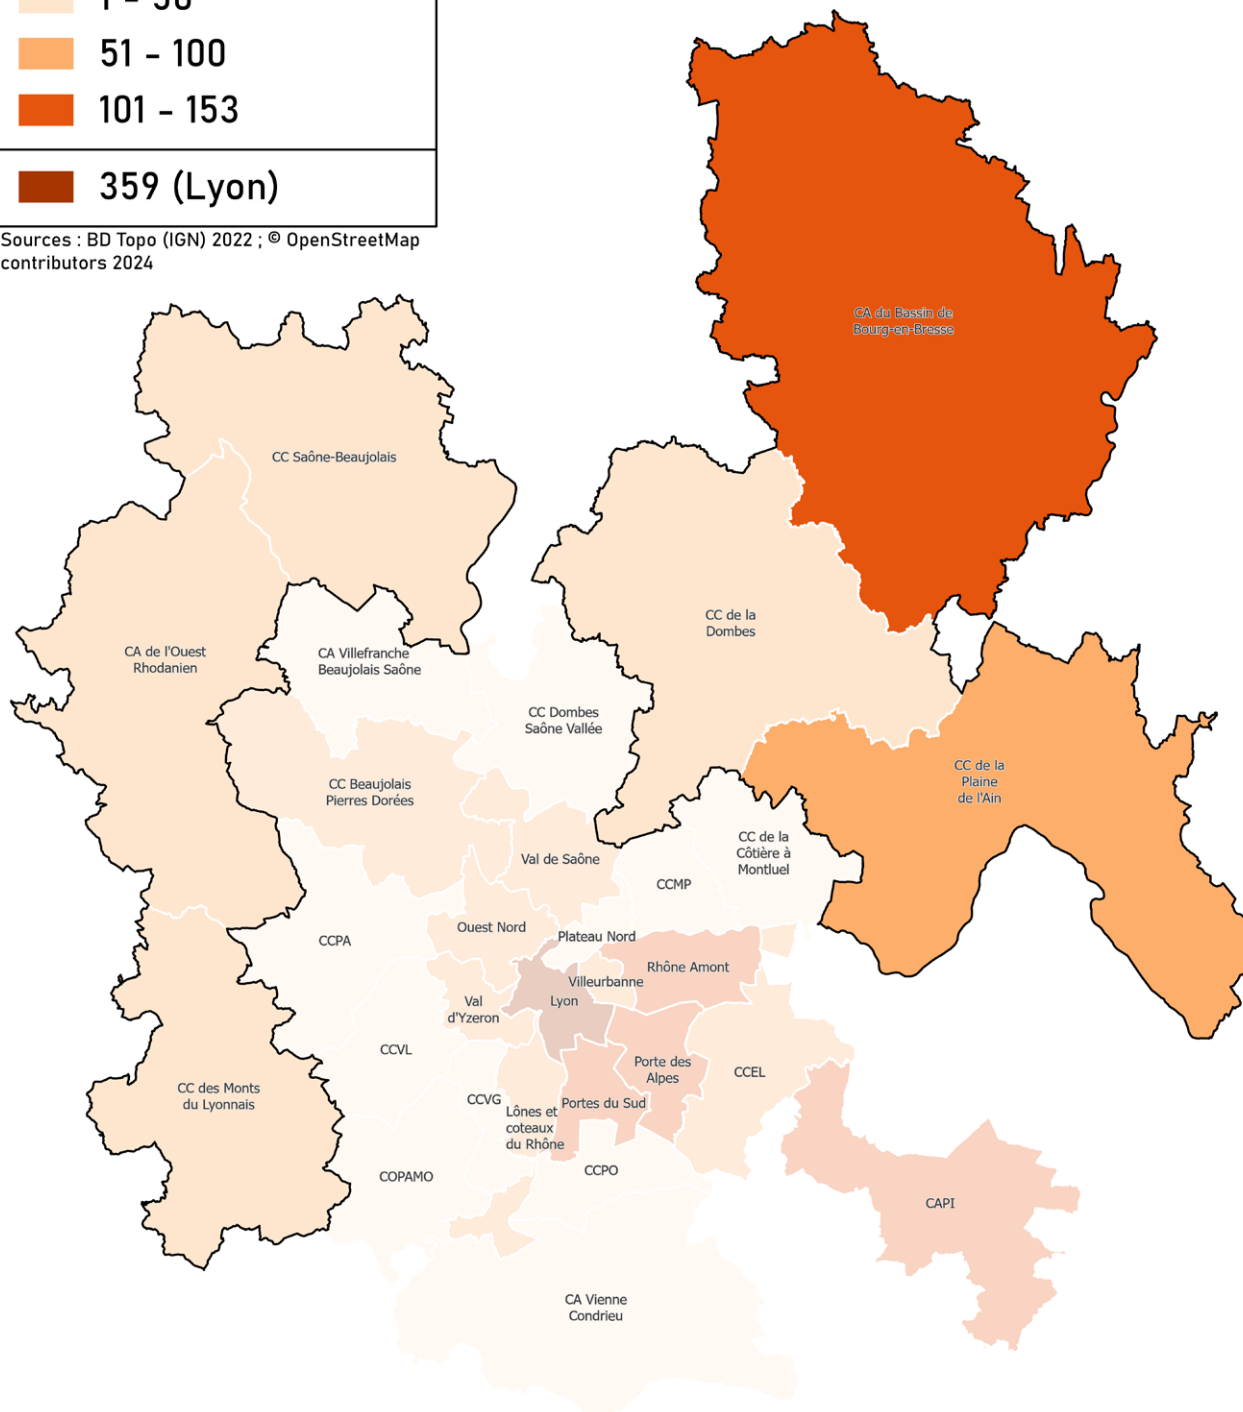 51 - 100
101 - 153
359 (Lyon)
Sources : BD Topo (IGN) 2022 ; © OpenStreetMap
contributors 2024
CA du Bassin de
Bourg-en-Bresse
CC Saône-Beaujolais
CC de la
Dombes
CA de l'Ouest
Rhodanien
CA Villefranche
Beaujolais Saône
CC Dombes
Saône Vallée
CC de la
Plaine
de l'Ain
CC Beaujolais
Pierres Dorées
CC de la
Côtière à
Montluel
Val de Saône
CCMP
Ouest Nord
Plateau Nord
CCPA
Rhône Amont
Villeurbanne
Lyon
Val
d'Yzeron
CCVL
Porte des
Alpes
CCEL
CC des Monts
du Lyonnais
CCVG
Portes du Sud
Lônes et
coteaux
du Rhône
CCPO
COPAMO
CAPI
CA Vienne
Condrieu